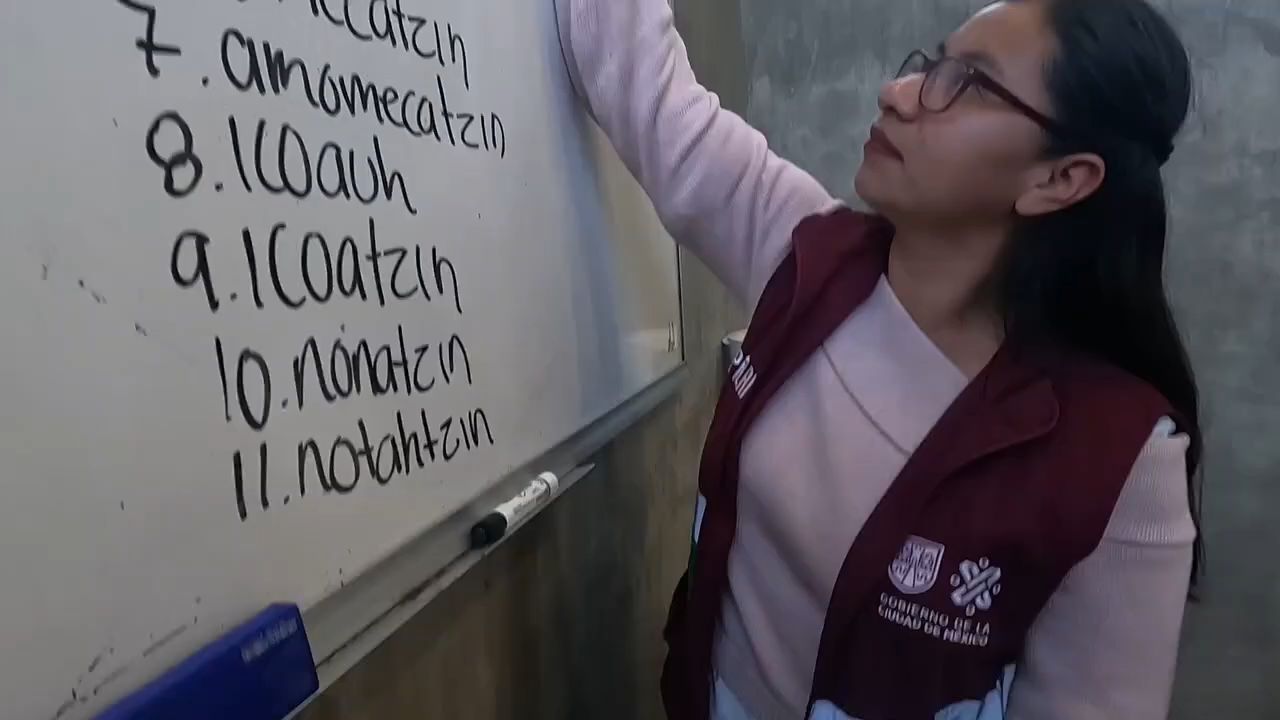 7. amomecatzin
8. Icoauh
9. Icoatzin
10. nonatzin
11. notahtzin
GOBIERNO DE LA
CIUDAD DE MÉXICO